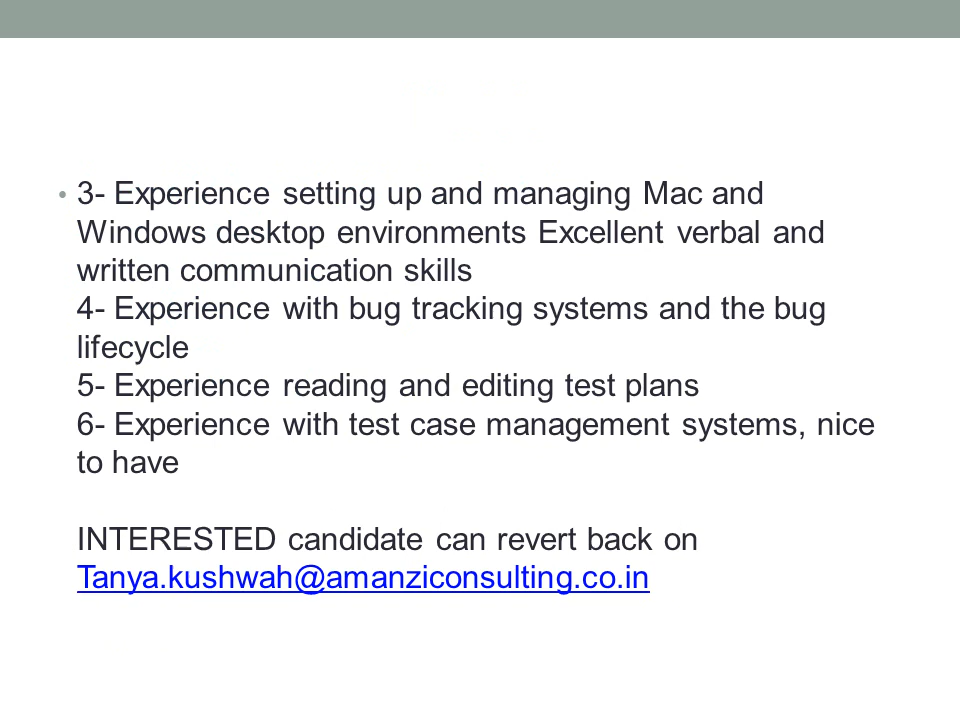 • 3- Experience setting up and managing Mac and
Windows desktop environments Excellent verbal and
written communication skills
4- Experience with bug tracking systems and the bug
lifecycle
5- Experience reading and editing test plans
6- Experience with test case management systems, nice
to have
INTERESTED candidate can revert back on
Tanya.kushwah@amanziconsulting.co.in